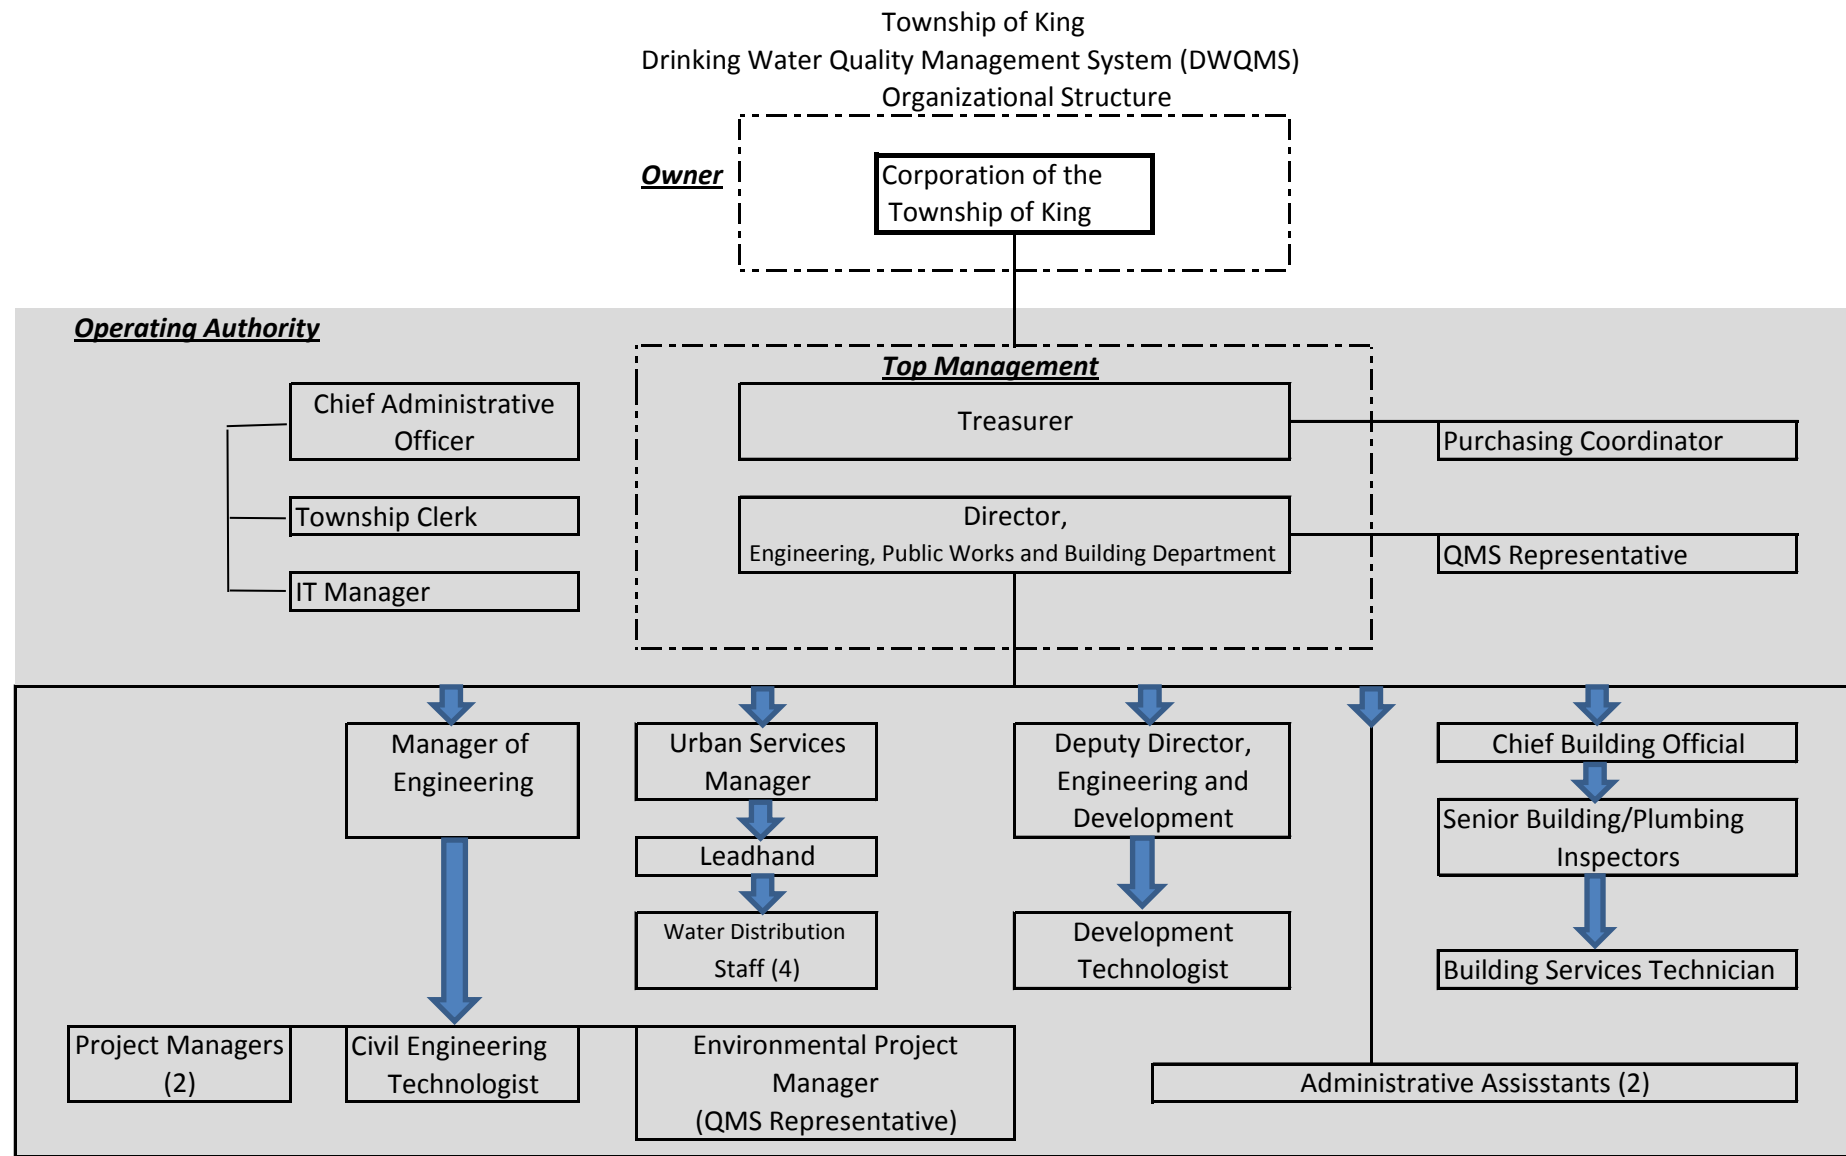 Township of King
Drinking Water Quality Management System (DWQMS)
Organizational Structure
Owner
Corporation of the
Township of King
Operating Authority
Top Management
Chief Administrative
Officer
Treasurer
Purchasing Coordinator
Township Clerk
Director,
Engineering, Public Works and Building Department
QMS Representative
IT Manager
Manager of
Engineering
Urban Services
Manager
Deputy Director,
Engineering and
Development
Chief Building Official
Senior Building/Plumbing
Inspectors
Leadhand
Water Distribution
Staff (4)
Development
Technologist
Building Services Technician
Project Managers
(2)
Civil Engineering
Technologist
Environmental Project
Manager
(QMS Representative)
Administrative Assisstants (2)